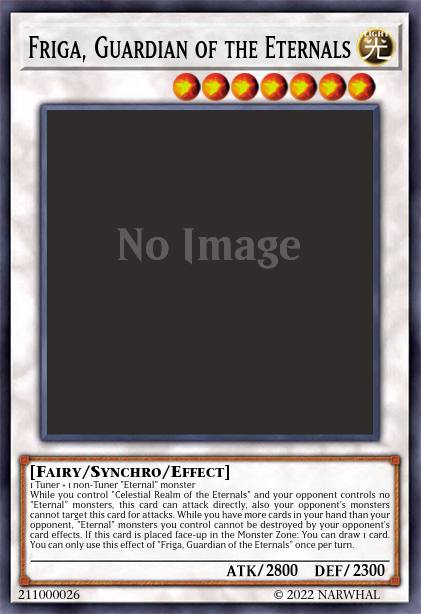 Friga, Guardian of the Eternals
LIGHT
光
No Image
[Fairy/Synchro/Effect]
1 Tuner + 1 non-Tuner "Eternal" monster
While you control "Celestial Realm of the Eternals" and your opponent controls no
"Eternal" monsters, this card can attack directly, also your opponent's monsters
cannot target this card for attacks. While you have more cards in your hand than your
opponent, "Eternal" monsters you control cannot be destroyed by your opponent's
card effects. If this card is placed face-up in the Monster Zone: You can draw 1 card.
You can only use this effect of "Friga, Guardian of the Eternals" once per turn.
ATK/2800 DEF/2300
211000026 © 2022 NARWHAL